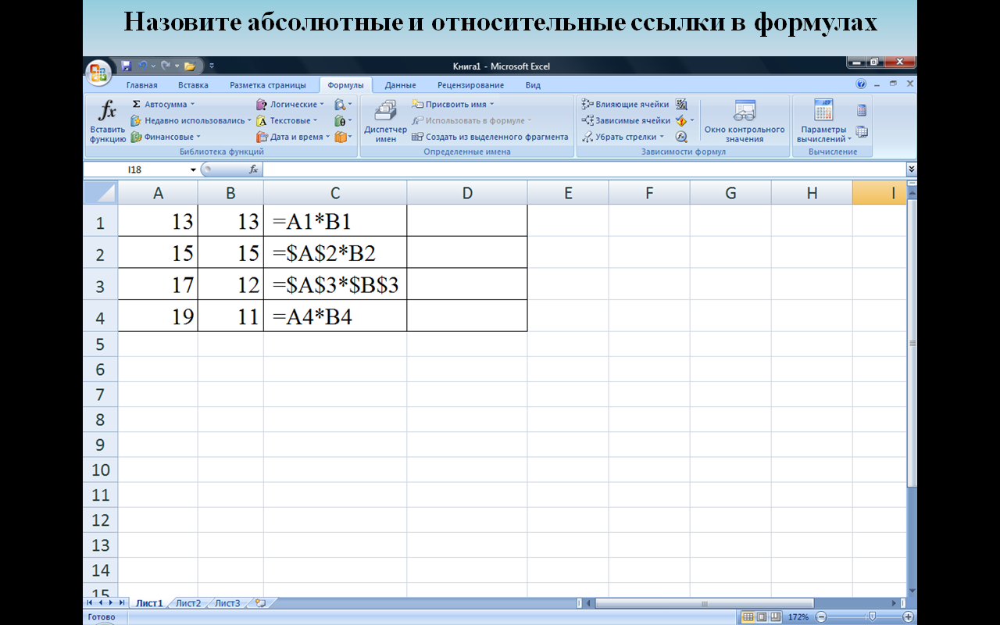 Назовите абсолютные и относительные ссылки в формулах
Книга1 - Microsoft Excel
Главная Вставка Разметка страницы Формулы Данные Рецензирование Вид
fx Вставить функцию
Σ Автосумма
Недавно использовались
Финансовые
Логические
Текстовые
Дата и время
Библиотека функций
Диспетчер имен
Присвоить имя
Использовать в формуле
Создать из выделенного фрагмента
Определенные имена
Влияющие ячейки
Зависимые ячейки
Убрать стрелки
Окно контрольного значения
Зависимости формул
Параметры вычислений
Вычисление
I18 fx
A B C D E F G H I
1 13 13 =A1*B1
2 15 15 =$A$2*B2
3 17 12 =$A$3*$B$3
4 19 11 =A4*B4
5
6
7
8
9
10
11
12
13
14
15
Лист1 Лист2 Лист3
Готово 172%